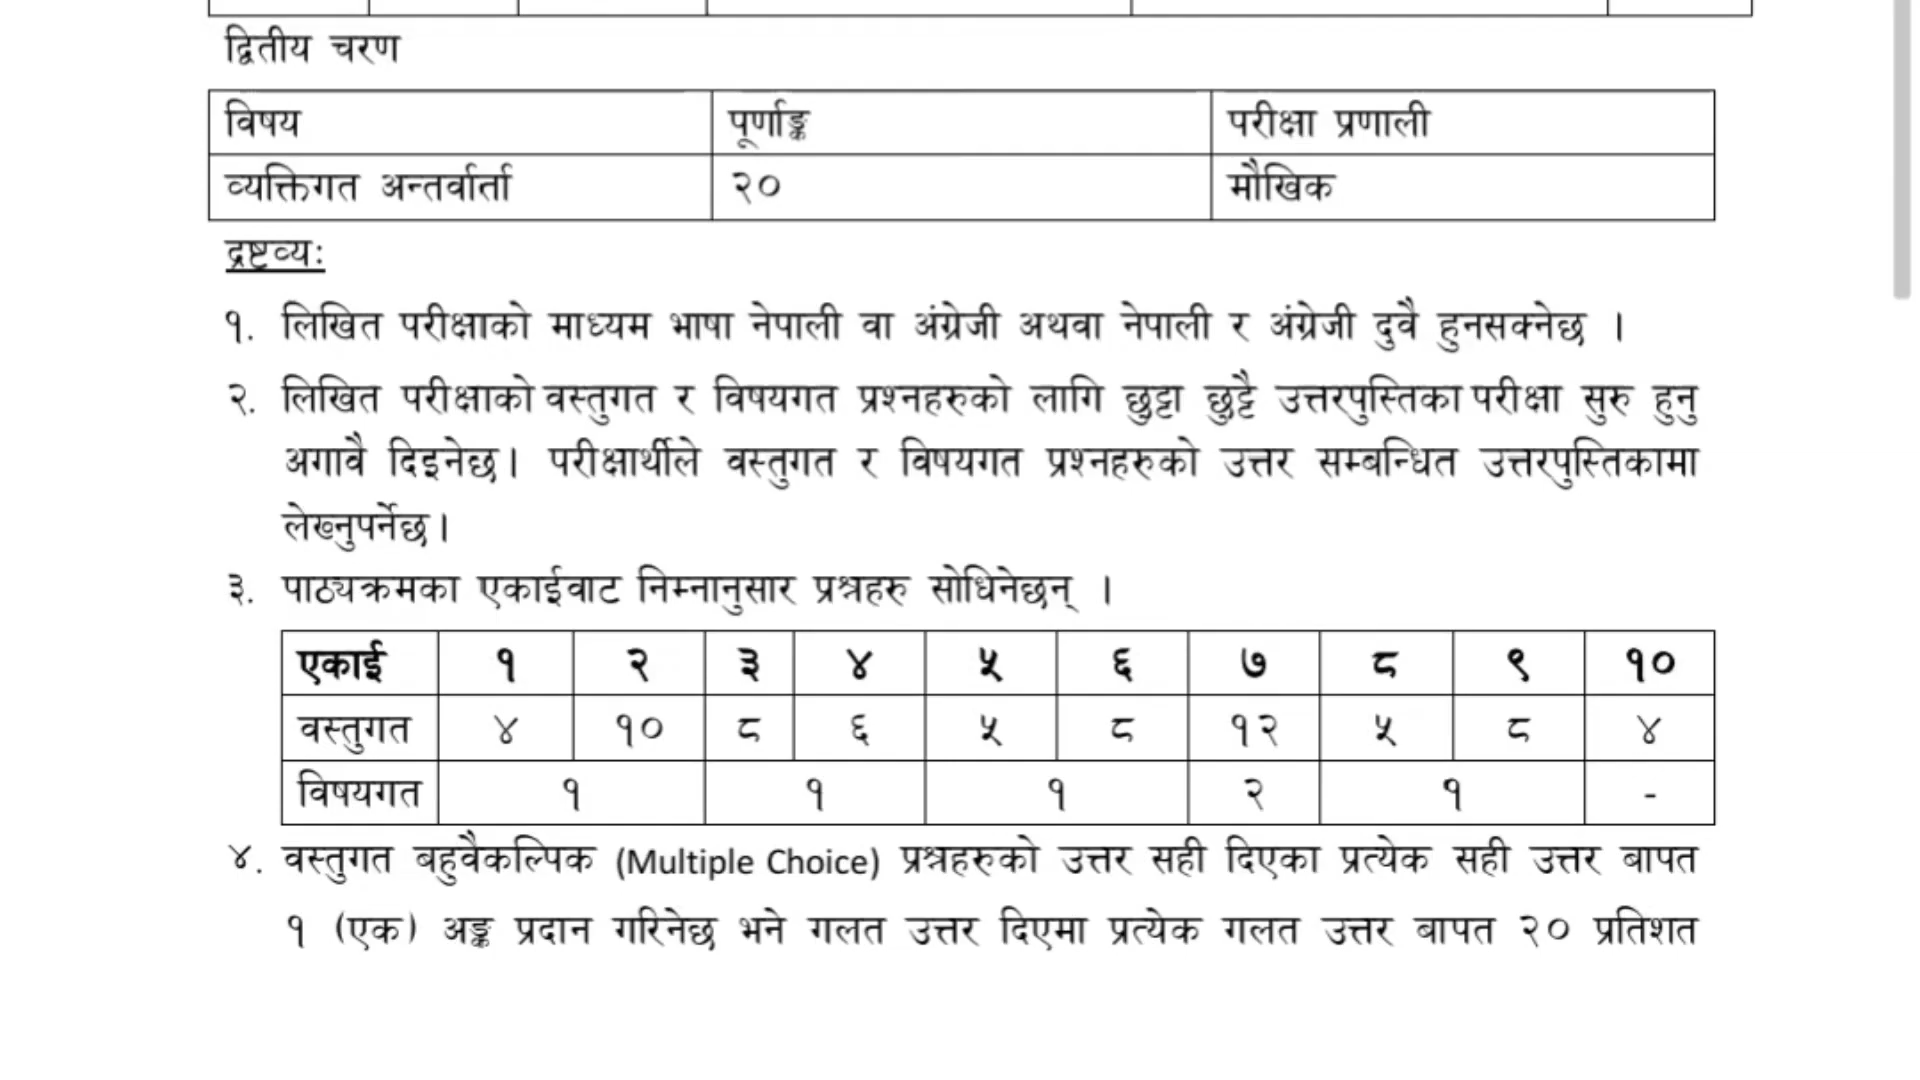 द्वितीय चरण
विषय पूर्णाङ्क परीक्षा प्रणाली
व्यक्तिगत अन्तर्वार्ता २० मौखिक
द्रष्टव्यः
१. लिखित परीक्षाको माध्यम भाषा नेपाली वा अंग्रेजी अथवा नेपाली र अंग्रेजी दुवै हुनसक्नेछ ।
२. लिखित परीक्षाको वस्तुगत र विषयगत प्रश्नहरुको लागि छुट्टा छुट्टै उत्तरपुस्तिका परीक्षा सुरु हुनु
अगावै दिइनेछ। परीक्षार्थीले वस्तुगत र विषयगत प्रश्नहरुको उत्तर सम्बन्धित उत्तरपुस्तिकामा
लेख्नुपर्नेछ।
३. पाठ्यक्रमका एकाईवाट निम्नानुसार प्रश्नहरु सोधिनेछन् ।
एकाई १ २ ३ ४ ५ ६ ७ ८ ९ १०
वस्तुगत ४ १० ८ ६ ५ ८ १२ ५ ८ ४
विषयगत १ १ १ २ १ -
४. वस्तुगत बहुवैकल्पिक (Multiple Choice) प्रश्नहरुको उत्तर सही दिएका प्रत्येक सही उत्तर बापत
१ (एक) अङ्क प्रदान गरिनेछ भने गलत उत्तर दिएमा प्रत्येक गलत उत्तर बापत २० प्रतिशत